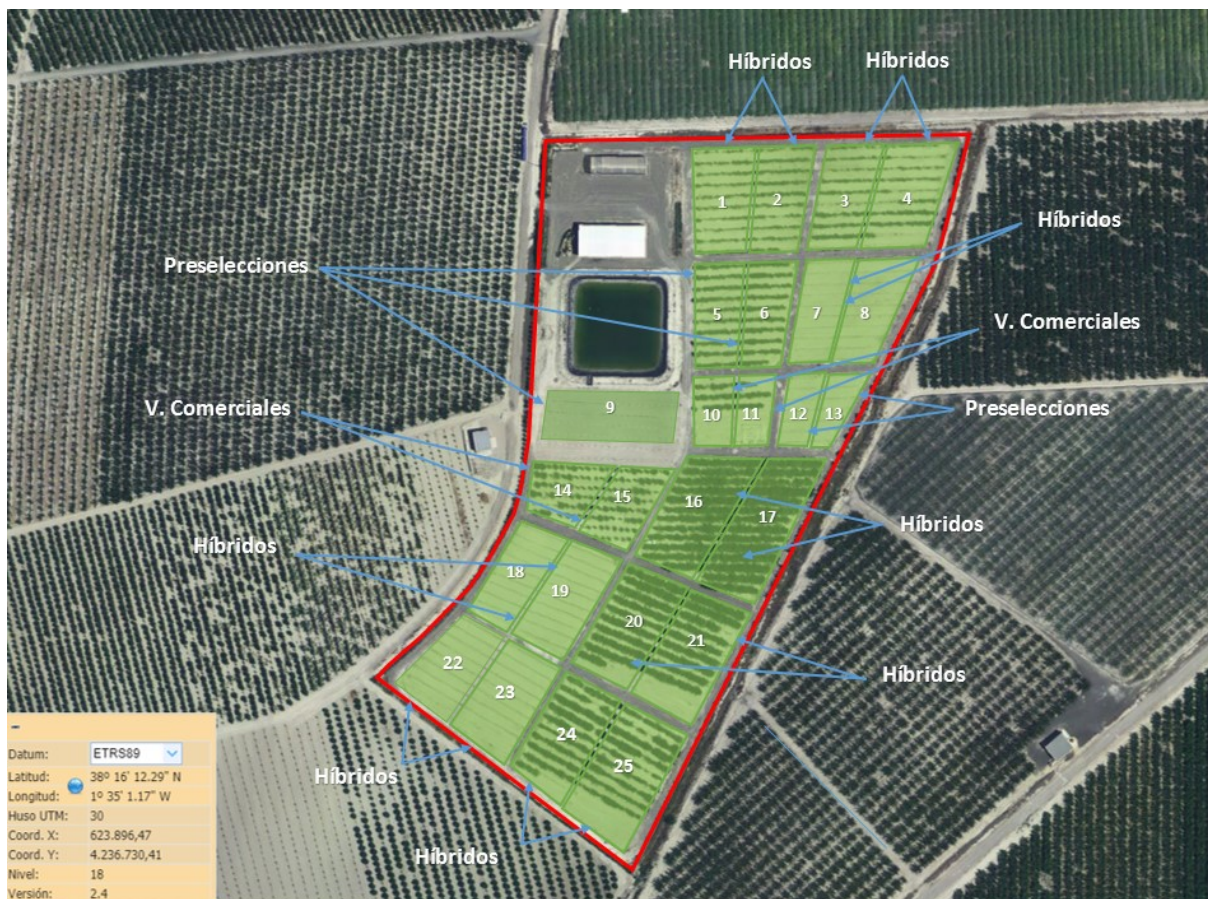 Híbridos
Híbridos
1
2
3
4
Híbridos
Preselecciones
5
6
7
8
V. Comerciales
9
V. Comerciales
10
11
12
13
Preselecciones
14
15
16
17
Híbridos
Híbridos
18
19
20
21
Híbridos
22
23
24
25
Híbridos
Híbridos
-
Datum: ETRS89
Latitud: 38º 16' 12.29" N
Longitud: 1º 35' 1.17" W
Huso UTM: 30
Coord. X: 623.896,47
Coord. Y: 4.236.730,41
Nivel: 18
Versión: 2.4